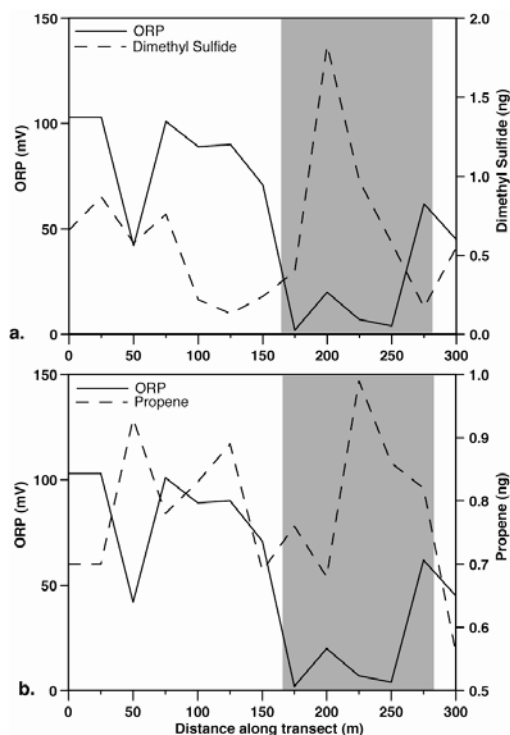 150
100
50
0
ORP (mV)
ORP
Dimethyl Sulfide
2.0
1.5
1.0
0.5
0.0
Dimethyl Sulfide (ng)
0 50 100 150 200 250 300
a.
150
100
50
0
ORP (mV)
ORP
Propene
1.0
0.9
0.8
0.7
0.6
0.5
Propene (ng)
0 50 100 150 200 250 300
b.
Distance along transect (m)